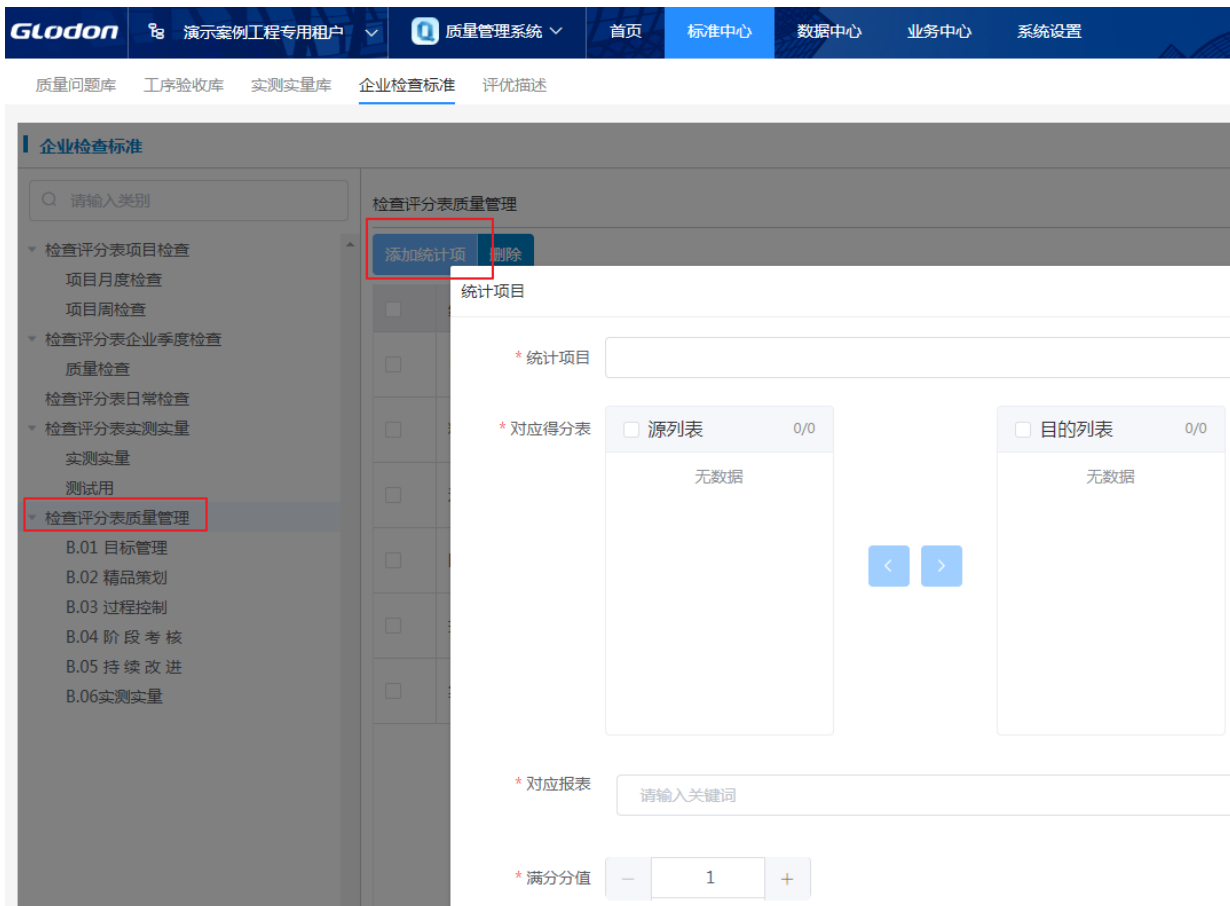 GLodon 演示案例工程专用租户 质量管理系统 首页 标准中心 数据中心 业务中心 系统设置
质量问题库 工序验收库 实测实量库 企业检查标准 评优描述
企业检查标准
请输入类别
检查评分表质量管理
检查评分表项目检查
添加统计项 删除
项目月度检查
统计项目
项目周检查
检查评分表企业季度检查
* 统计项目
质量检查
检查评分表日常检查
检查评分表实测实量
* 对应得分表 源列表 0/0 目的列表 0/0
实测实量
无数据 无数据
测试用
检查评分表质量管理
B.01 目标管理
B.02 精品策划
B.03 过程控制
B.04 阶 段 考 核
B.05 持 续 改 进
B.06实测实量
* 对应报表 请输入关键词
* 满分分值 － 1 +